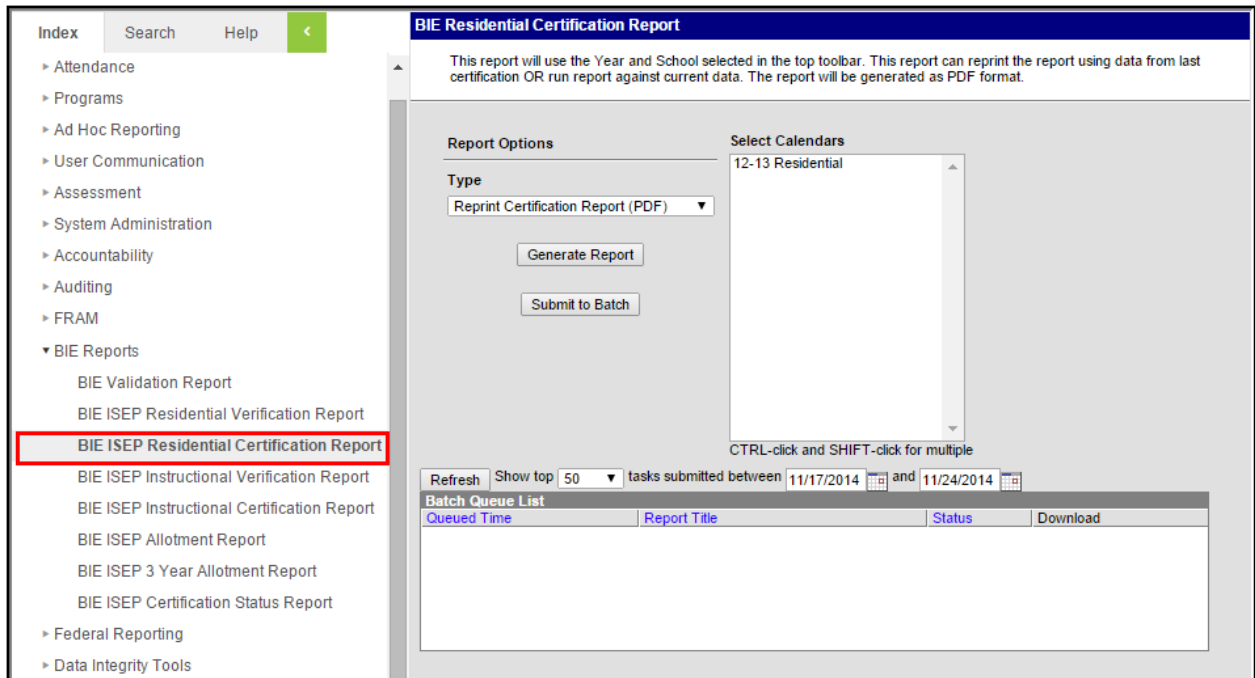 Index Search Help <
Attendance
Programs
Ad Hoc Reporting
User Communication
Assessment
System Administration
Accountability
Auditing
FRAM
BIE Reports
BIE Validation Report
BIE ISEP Residential Verification Report
BIE ISEP Residential Certification Report
BIE ISEP Instructional Verification Report
BIE ISEP Instructional Certification Report
BIE ISEP Allotment Report
BIE ISEP 3 Year Allotment Report
BIE ISEP Certification Status Report
Federal Reporting
Data Integrity Tools
BIE Residential Certification Report
This report will use the Year and School selected in the top toolbar. This report can reprint the report using data from last
certification OR run report against current data. The report will be generated as PDF format.
Report Options
Type
Reprint Certification Report (PDF)
Generate Report
Submit to Batch
Select Calendars
12-13 Residential
CTRL-click and SHIFT-click for multiple
Refresh Show top 50 tasks submitted between 11/17/2014 and 11/24/2014
Batch Queue List
Queued Time Report Title Status Download